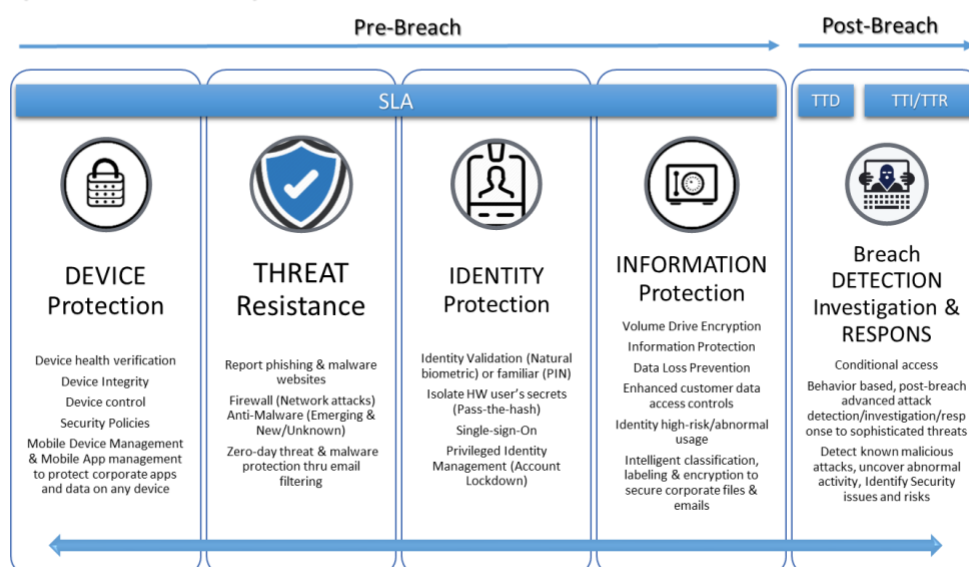 Pre-Breach
Post-Breach
SLA
TTD
TTI/TTR
DEVICE
Protection
Device health verification
Device Integrity
Device control
Security Policies
Mobile Device Management
& Mobile App management
to protect corporate apps
and data on any device
THREAT
Resistance
Report phishing & malware
websites
Firewall (Network attacks)
Anti-Malware (Emerging &
New/Unknown)
Zero-day threat & malware
protection thru email
filtering
IDENTITY
Protection
Identity Validation (Natural
biometric) or familiar (PIN)
Isolate HW user's secrets
(Pass-the-hash)
Single-sign-On
Privileged Identity
Management (Account
Lockdown)
INFORMATION
Protection
Volume Drive Encryption
Information Protection
Data Loss Prevention
Enhanced customer data
access controls
Identity high-risk/abnormal
usage
Intelligent classification,
labeling & encryption to
secure corporate files &
emails
Breach
DETECTION
Investigation &
RESPONS
Conditional access
Behavior based, post-breach
advanced attack
detection/investigation/resp
onse to sophisticated threats
Detect known malicious
attacks, uncover abnormal
activity, Identify Security
issues and risks